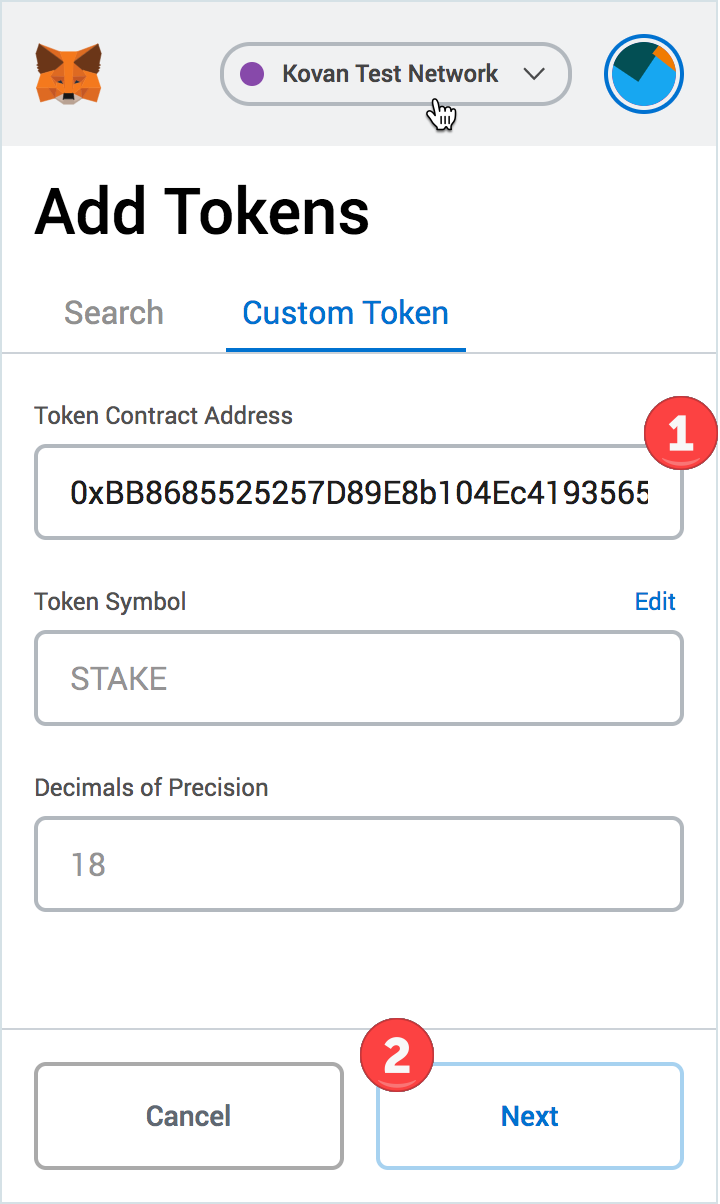 Kovan Test Network
Add Tokens
Search
Custom Token
Token Contract Address
1
0xBB8685525257D89E8b104Ec4193565
Token Symbol
Edit
STAKE
Decimals of Precision
18
2
Cancel
Next